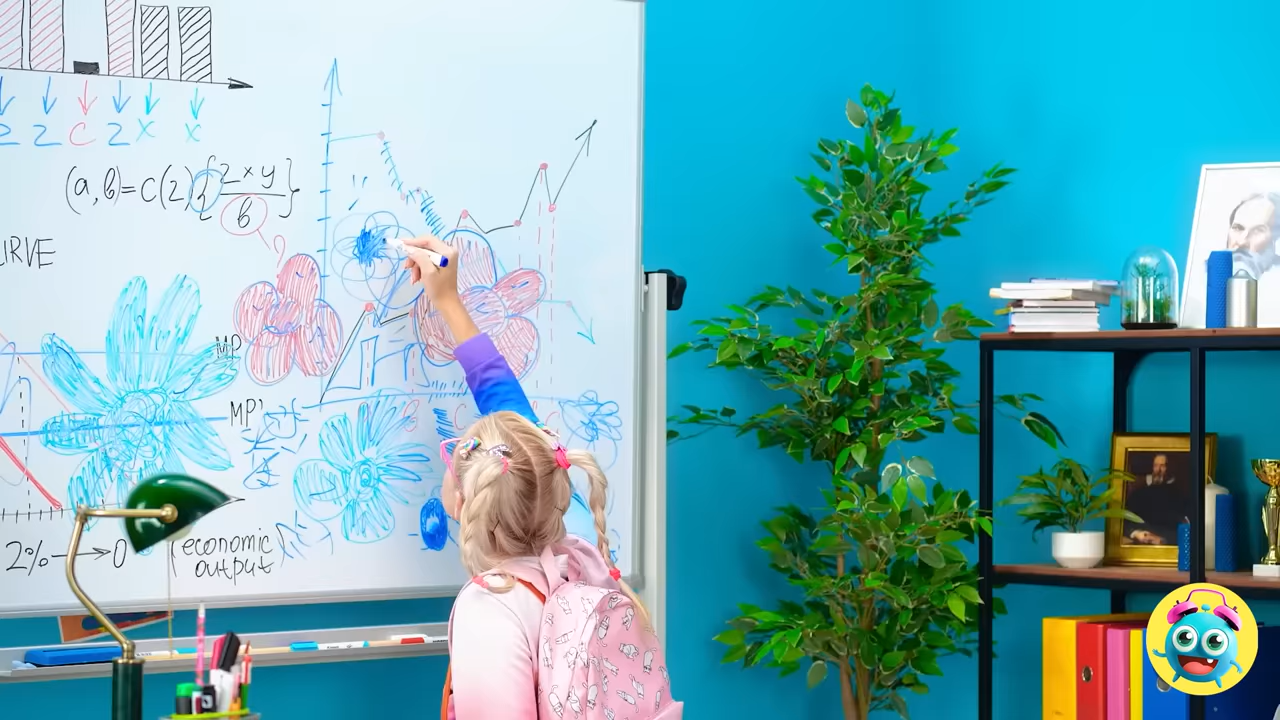 2 2 C 2 X X
(a,b)=C(2){2×y/b}
URVE
MP
MP'
2% → 0 (economic
output)